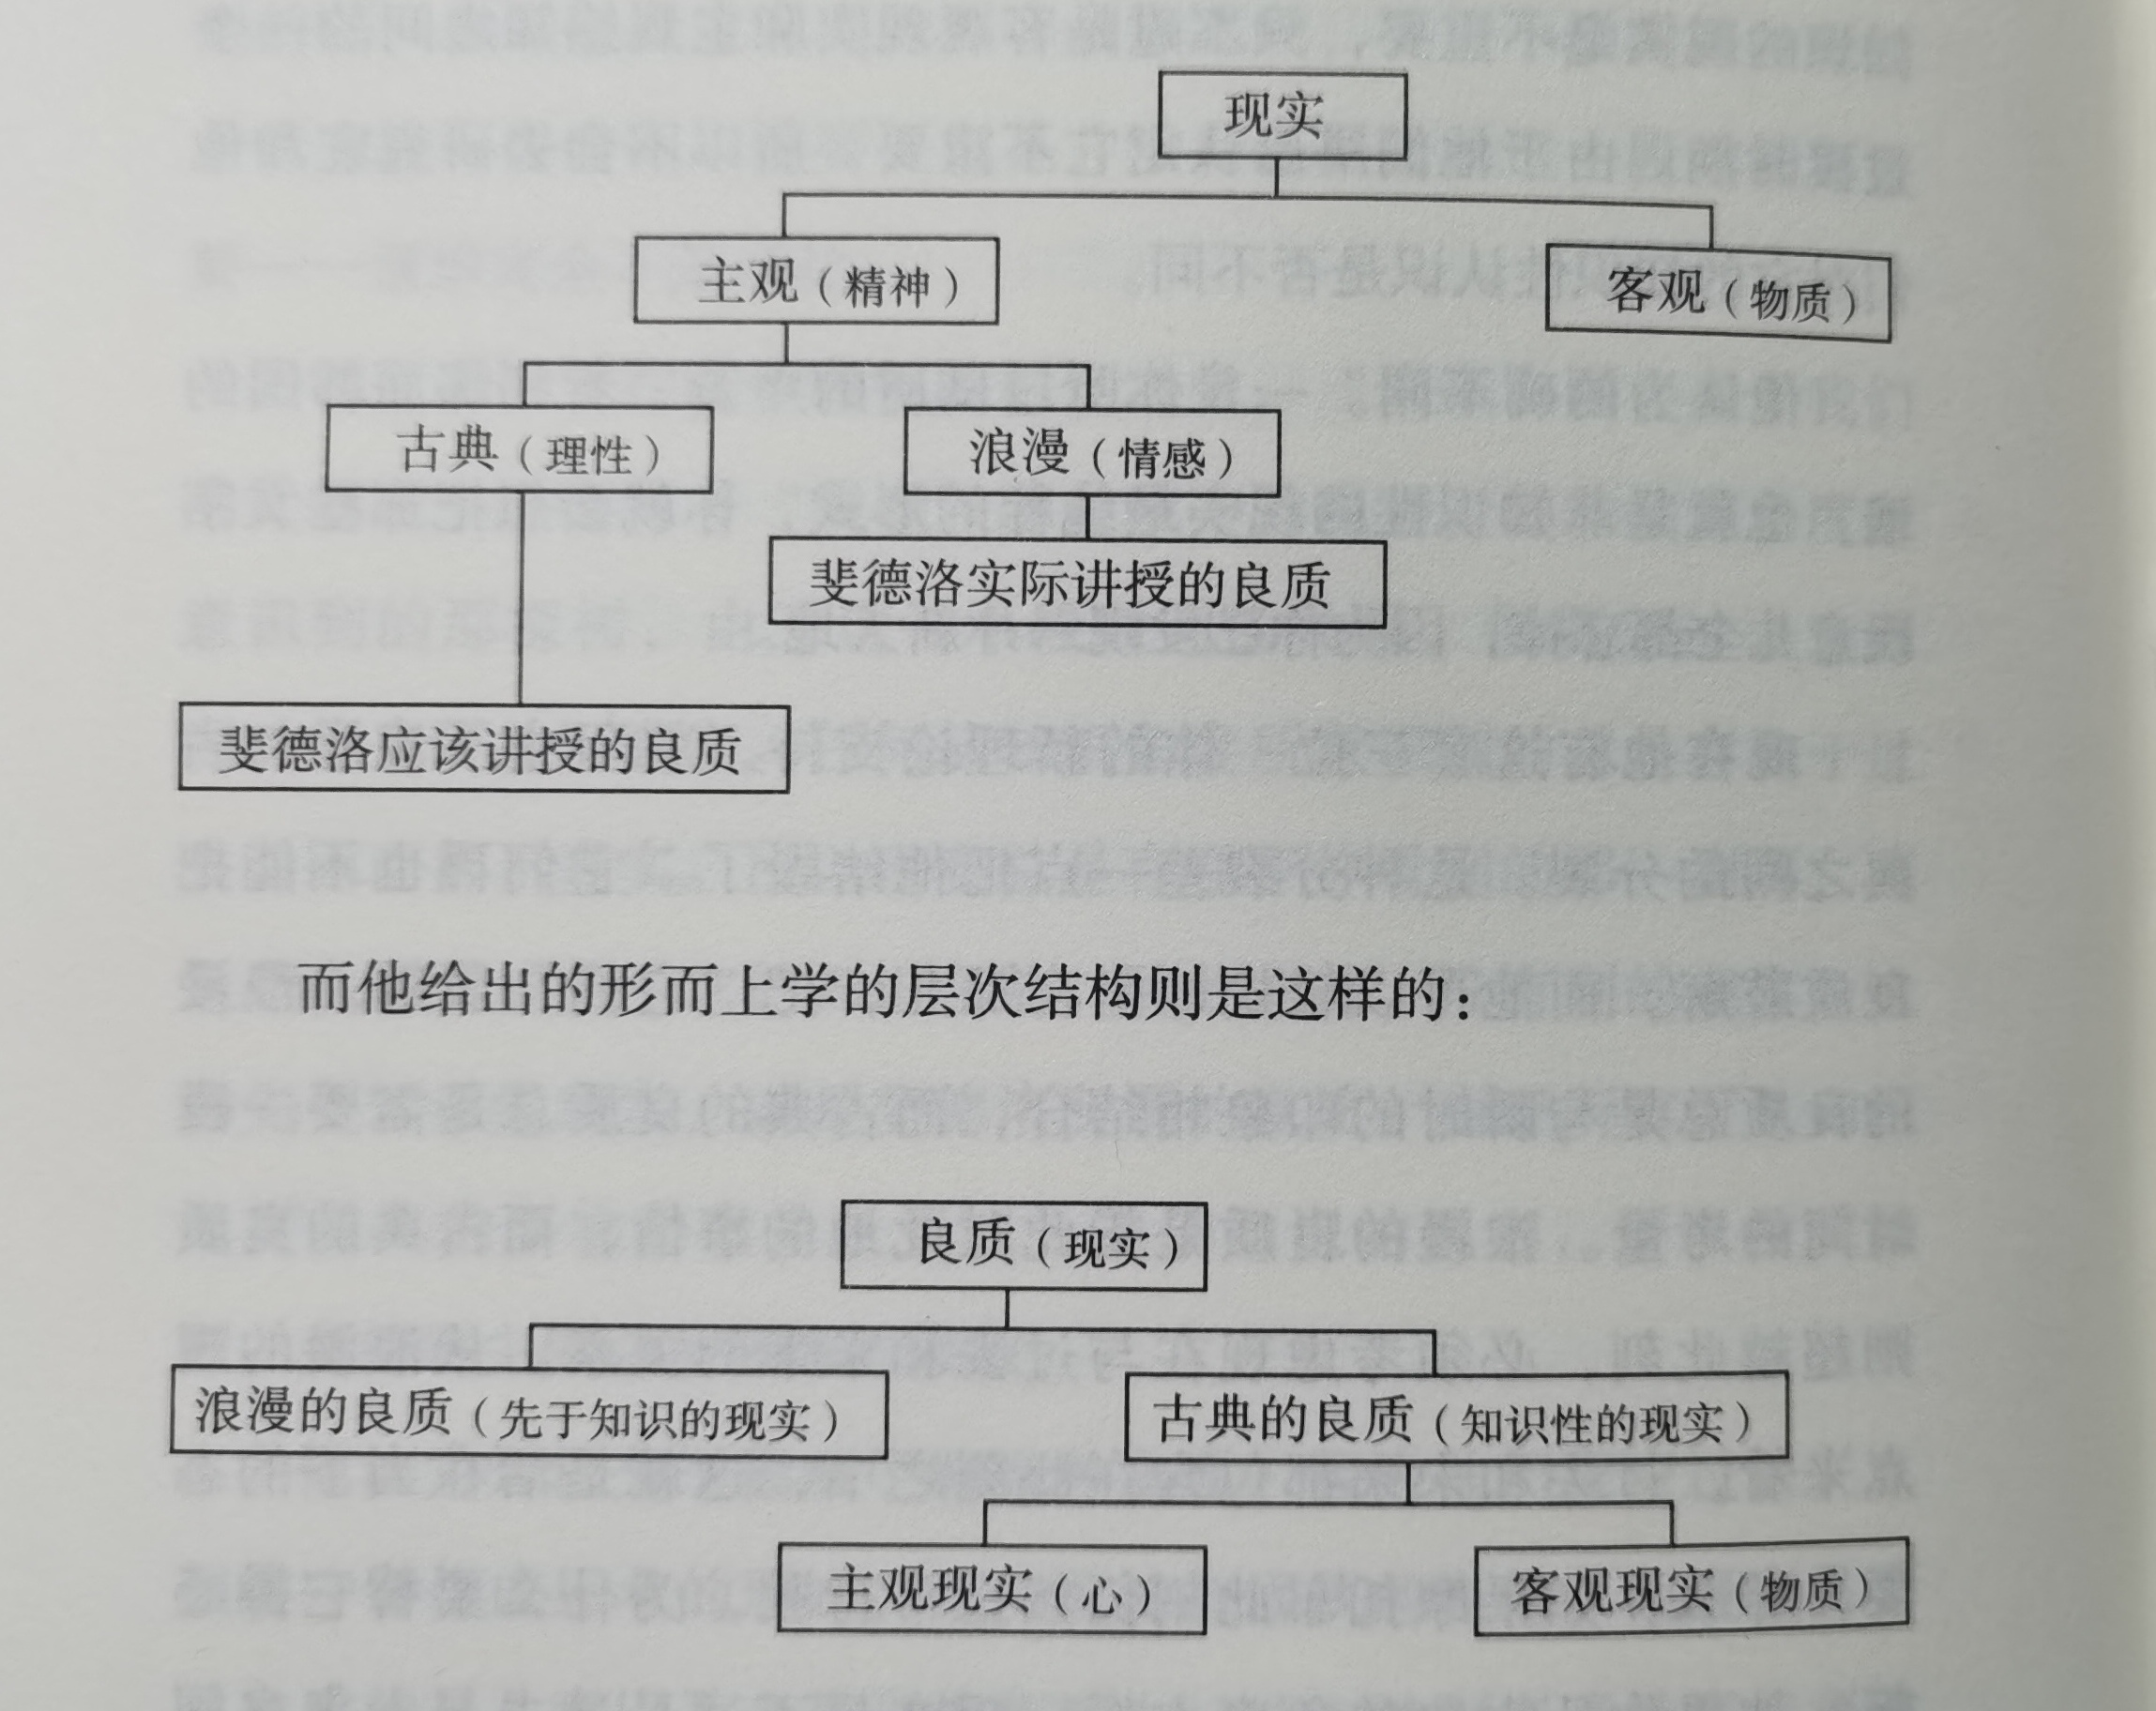 现实
主观（精神）
客观（物质）
古典（理性）
浪漫（情感）
斐德洛实际讲授的良质
斐德洛应该讲授的良质
而他给出的形而上学的层次结构则是这样的：
良质（现实）
浪漫的良质（先于知识的现实）
古典的良质（知识性的现实）
主观现实（心）
客观现实（物质）